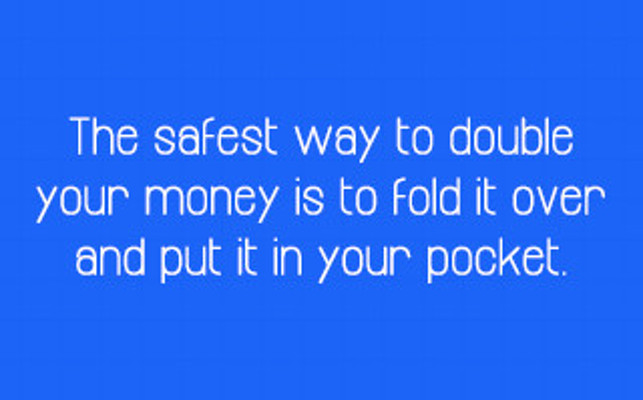 The safest way to double
your money is to fold it over
and put it in your pocket.